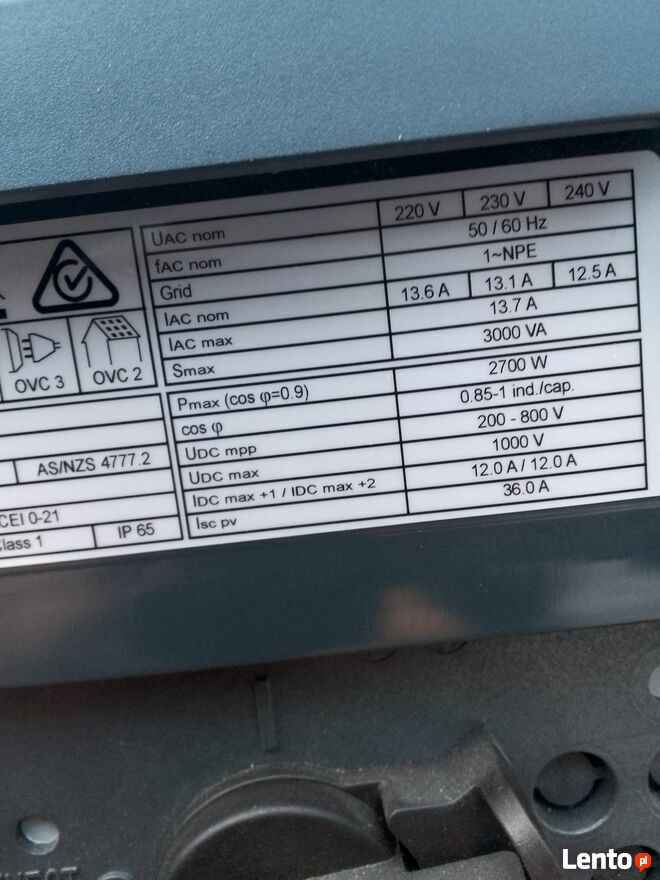 UAC nom 220 V 230 V 240 V
fAC nom 50 / 60 Hz
Grid 1~NPE
IAC nom 13.6 A 13.1 A 12.5 A
IAC max 13.7 A
Smax 3000 VA
Pmax (cos φ=0.9) 2700 W
cos φ 0.85-1 ind./cap.
UDC mpp 200 - 800 V
UDC max 1000 V
IDC max +1 / IDC max +2 12.0 A / 12.0 A
Isc pv 36.0 A
OVC 3 OVC 2
AS/NZS 4777.2
CEI 0-21
Class 1 IP 65
Lento pl